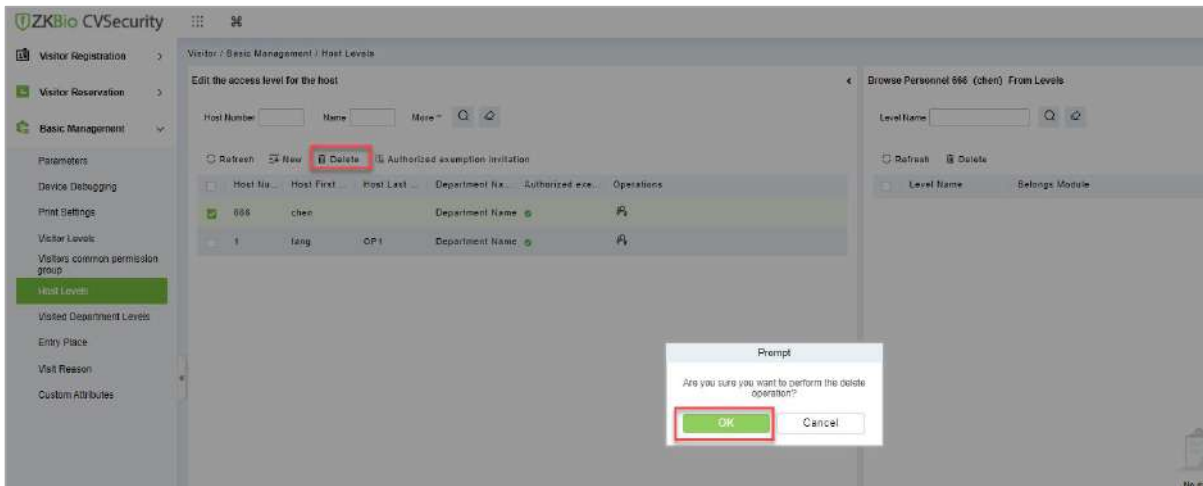 ZKBio CVSecurity
Visitor Registration
Visitor Reservation
Basic Management
Parameters
Device Debugging
Print Settings
Visitor Levels
Visitors common permission
group
Host Levels
Visited Department Levels
Entry Place
Visit Reason
Custom Attributes
Visitor / Basic Management / Host Levels
Edit the access level for the host
Host Number Name More
Refresh New Delete Authorized exemption invitation
Host Nu... Host First ... Host Last ... Department Na... Authorized exe... Operations
666 chen Department Name
1 lang OP1 Department Name
Browse Personnel 666 (chen) From Levels
Level Name
Refresh Delete
Level Name Belongs Module
Prompt
Are you sure you want to perform this delete
operation?
OK Cancel